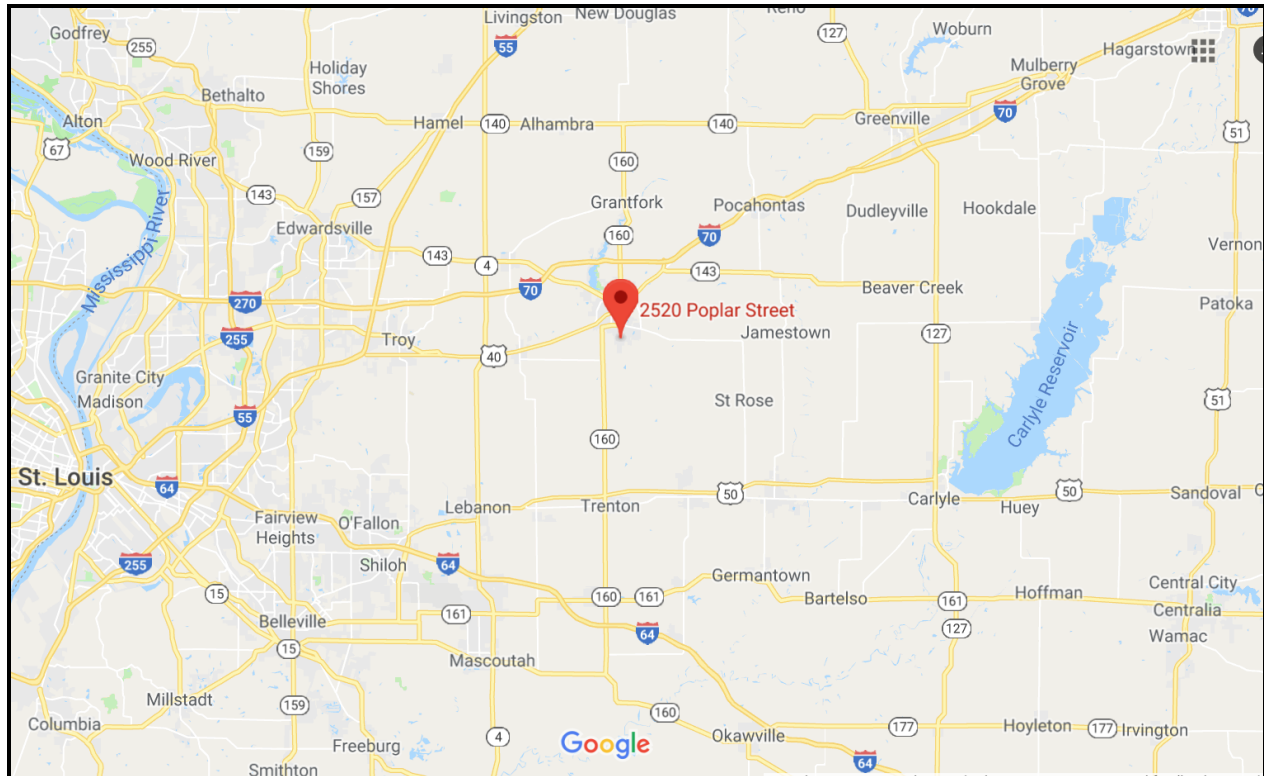 Livingston
New Douglas
Reno
70
Godfrey
255
55
127
Woburn
Hagarstown
Holiday
Shores
Mulberry
Grove
Bethalto
Alton
Hamel
140
Alhambra
140
Greenville
70
51
67
Wood River
159
160
143
157
Grantfork
Pocahontas
Dudleyville
Hookdale
Edwardsville
160
70
Vernon
Mississippi River
143
4
143
70
Beaver Creek
270
2520 Poplar Street
Patoka
255
Troy
Jamestown
127
40
Granite City
Madison
Carlyle Reservoir
St Rose
51
55
160
St. Louis
64
50
50
Lebanon
Trenton
Carlyle
Huey
Sandoval
Fairview
Heights
O'Fallon
255
Shiloh
64
Germantown
Central City
15
160
161
Bartelso
161
Hoffman
Centralia
Belleville
161
127
Wamac
15
64
Mascoutah
Millstadt
159
160
Columbia
4
Google
Okawville
177
Hoyleton
177
Irvington
Freeburg
64
Smithton